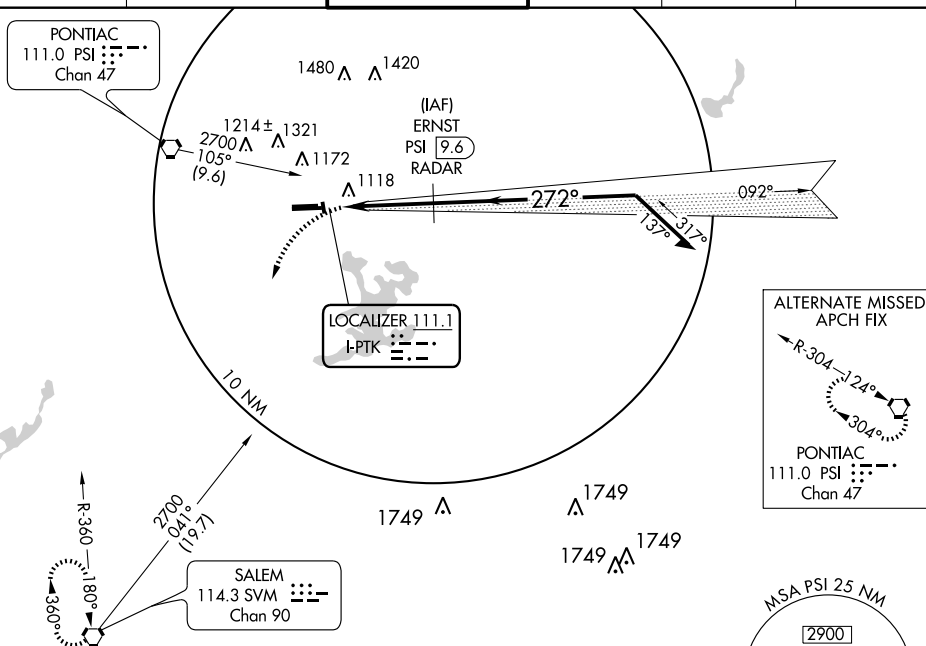 PONTIAC
111.0 PSI
Chan 47
1480
1420
(IAF)
ERNST
PSI 9.6
RADAR
1214±
1321
2700
105°
(9.6)
1172
1118
272°
092°
137°
317°
LOCALIZER 111.1
I-PTK
10 NM
ALTERNATE MISSED
APCH FIX
R-304
124°
304°
PONTIAC
111.0 PSI
Chan 47
1749
1749
1749
1749
2700
041°
(19.7)
R-360
180°
360°
SALEM
114.3 SVM
Chan 90
MSA PSI 25 NM
2900